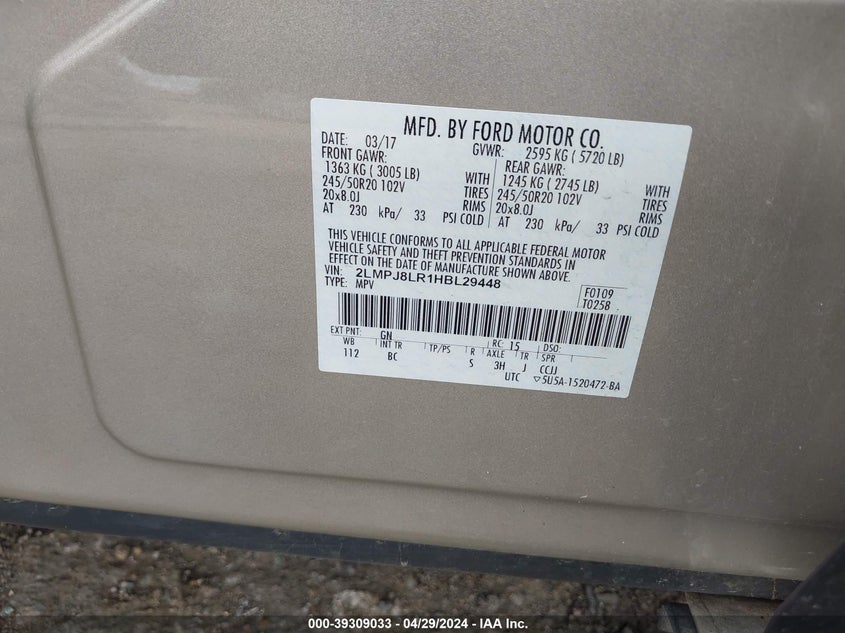 MFD. BY FORD MOTOR CO.
DATE: 03/17 GVWR: 2595 KG ( 5720 LB)
FRONT GAWR: REAR GAWR:
1363 KG ( 3005 LB) WITH 1245 KG ( 2745 LB) WITH
245/50R20 102V TIRES 245/50R20 102V TIRES
20x8.0J RIMS 20x8.0J RIMS
AT 230 kPa/ 33 PSI COLD AT 230 kPa/ 33 PSI COLD
THIS VEHICLE CONFORMS TO ALL APPLICABLE FEDERAL MOTOR
VEHICLE SAFETY AND THEFT PREVENTION STANDARDS IN
EFFECT ON THE DATE OF MANUFACTURE SHOWN ABOVE.
VIN: 2LMPJ8LR1HBL29448
TYPE: MPV
F0109
T0258
EXT PNT: GN RC: 15 DSO:
WB INT TR TP/PS R AXLE TR SPR
112 BC S 3H J CCJJ
UTC ▽5U5A-1520472-BA
000-39309033 - 04/29/2024 - IAAI.com